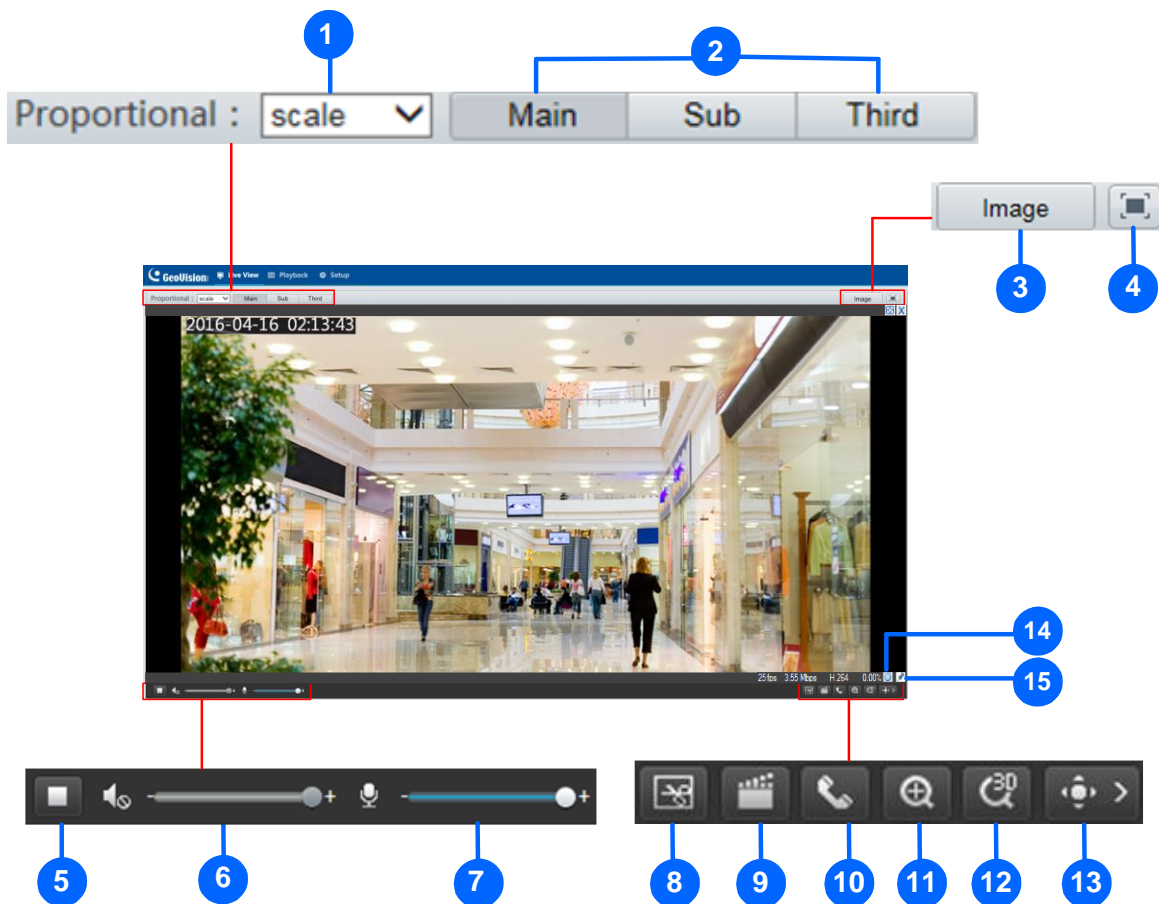 1
2
Proportional : scale Main Sub Third
Image
3
4
GeoVision Live View Playback Setup
Proportional : scale Main Sub Third Image
2016-04-16 02:13:43
14
25 fps 3.55 Mbps H.264 0.00%
15
- + - +
3D
5
6
7
8
9
10
11
12
13